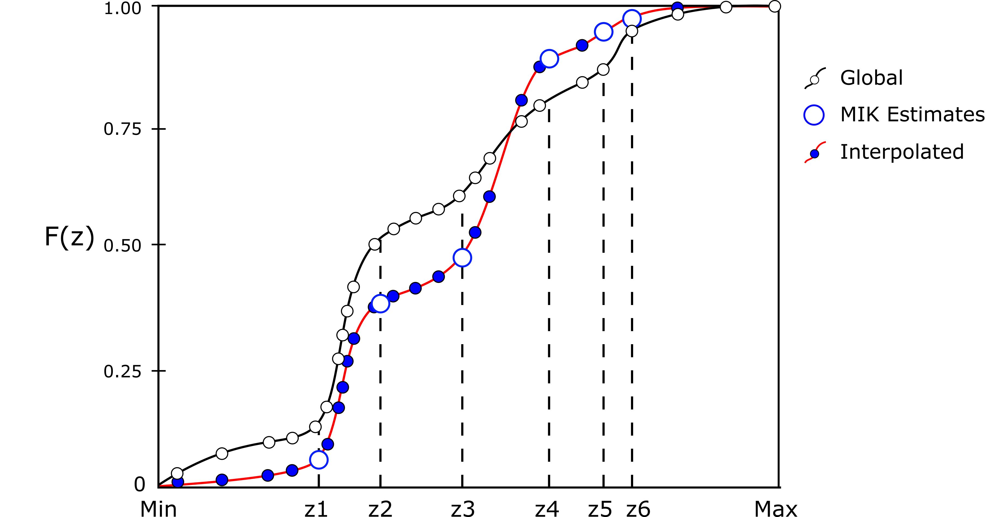 1.00
0.75
F(z)
0.50
0.25
0
Min z1 z2 z3 z4 z5 z6 Max
Global
MIK Estimates
Interpolated